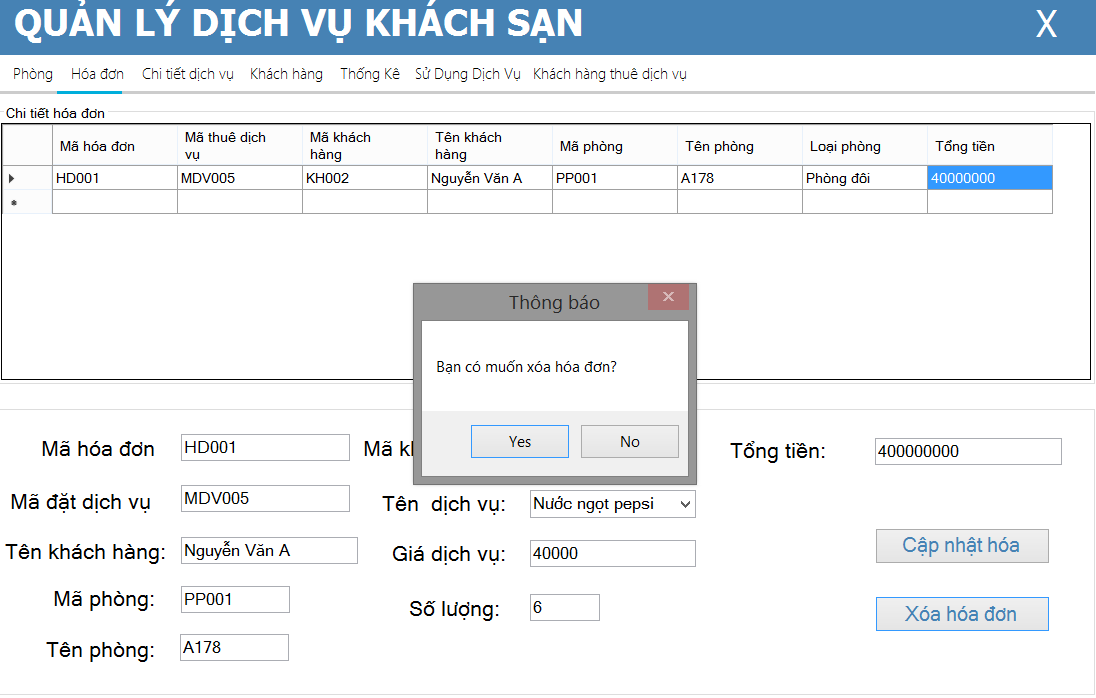 QUẢN LÝ DỊCH VỤ KHÁCH SẠN X
Phòng Hóa đơn Chi tiết dịch vụ Khách hàng Thống Kê Sử Dụng Dịch Vụ Khách hàng thuê dịch vụ
Chi tiết hóa đơn
Mã hóa đơn Mã thuê dịch vụ Mã khách hàng Tên khách hàng Mã phòng Tên phòng Loại phòng Tổng tiền
HD001 MDV005 KH002 Nguyễn Văn A PP001 A178 Phòng đôi 40000000
Thông báo
Bạn có muốn xóa hóa đơn?
Yes No
Mã hóa đơn HD001 Mã Tổng tiền: 400000000
Mã đặt dịch vụ MDV005 Tên dịch vụ: Nước ngọt pepsi
Tên khách hàng: Nguyễn Văn A Giá dịch vụ: 40000 Cập nhật hóa
Mã phòng: PP001 Số lượng: 6 Xóa hóa đơn
Tên phòng: A178